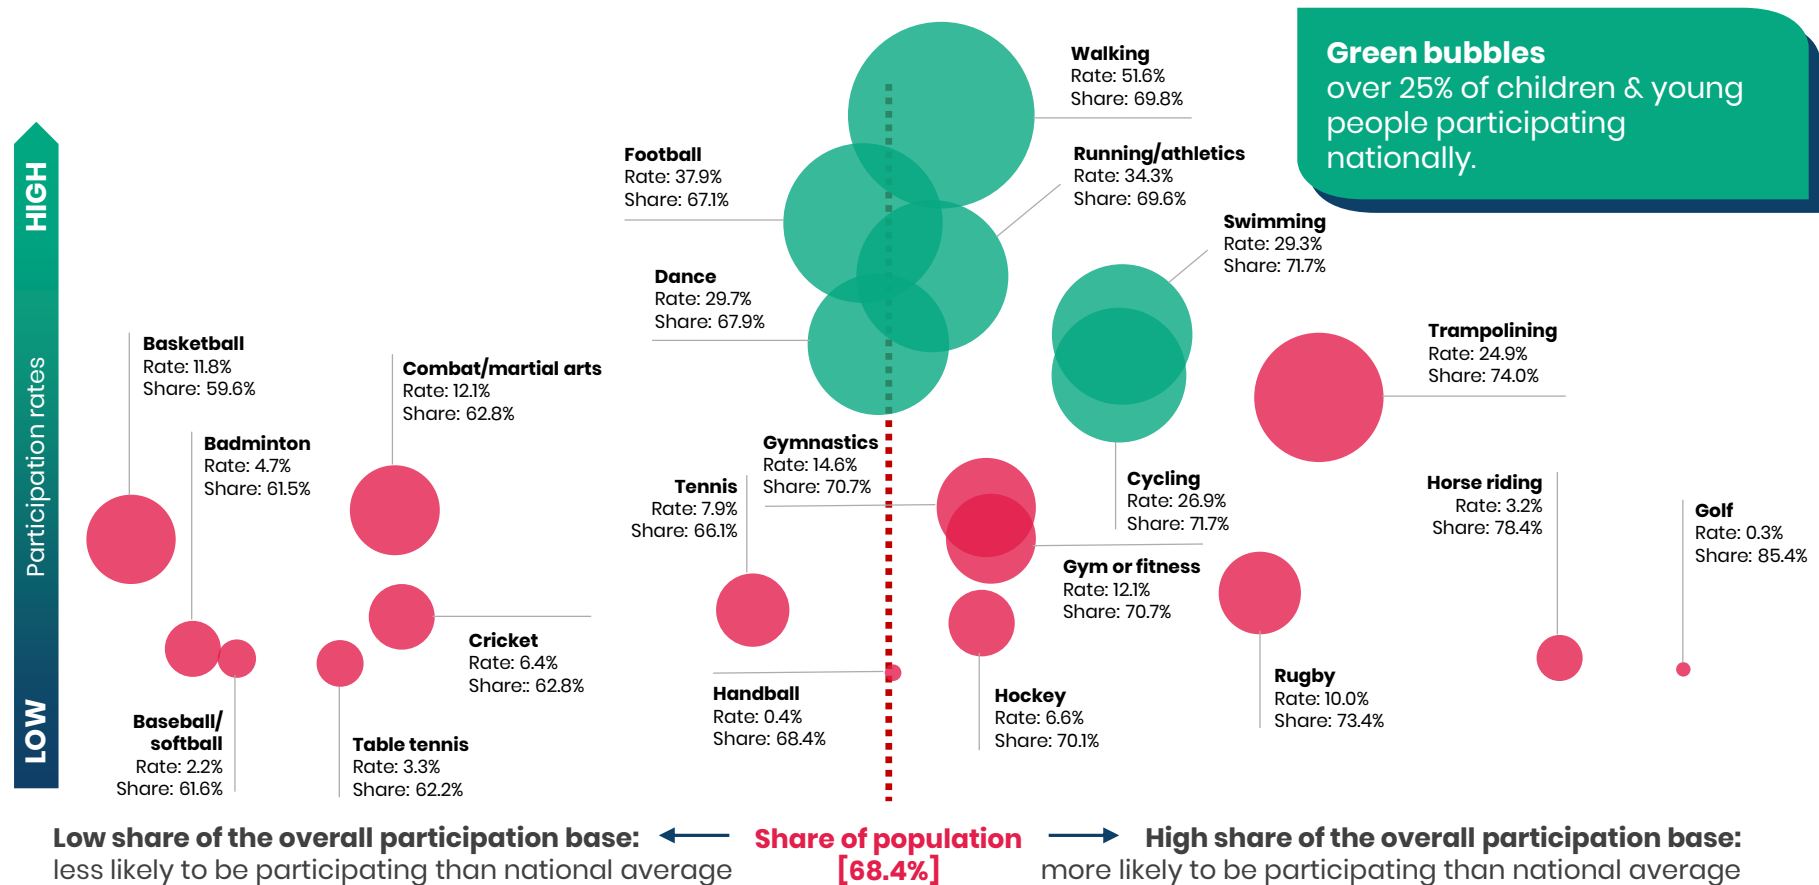 Green bubbles
over 25% of children & young
people participating
nationally.
HIGH
Participation rates
LOW
Walking
Rate: 51.6%
Share: 69.8%
Football
Rate: 37.9%
Share: 67.1%
Running/athletics
Rate: 34.3%
Share: 69.6%
Swimming
Rate: 29.3%
Share: 71.7%
Dance
Rate: 29.7%
Share: 67.9%
Trampolining
Rate: 24.9%
Share: 74.0%
Basketball
Rate: 11.8%
Share: 59.6%
Combat/martial arts
Rate: 12.1%
Share: 62.8%
Badminton
Rate: 4.7%
Share: 61.5%
Gymnastics
Rate: 14.6%
Share: 70.7%
Tennis
Rate: 7.9%
Share: 66.1%
Cycling
Rate: 26.9%
Share: 71.7%
Horse riding
Rate: 3.2%
Share: 78.4%
Golf
Rate: 0.3%
Share: 85.4%
Gym or fitness
Rate: 12.1%
Share: 70.7%
Cricket
Rate: 6.4%
Share:: 62.8%
Handball
Rate: 0.4%
Share: 68.4%
Hockey
Rate: 6.6%
Share: 70.1%
Rugby
Rate: 10.0%
Share: 73.4%
Baseball/
softball
Rate: 2.2%
Share: 61.6%
Table tennis
Rate: 3.3%
Share: 62.2%
Low share of the overall participation base:
less likely to be participating than national average
Share of population
[68.4%]
High share of the overall participation base:
more likely to be participating than national average